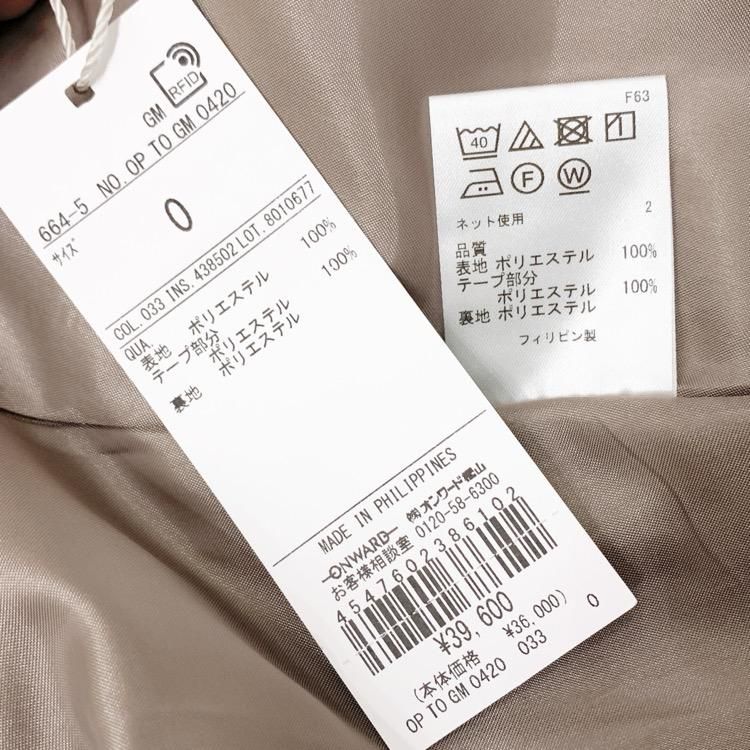 RFID
GM
664-5 NO.OP TO GM 0420
サイズ
0
COL.033 INS.438502 LOT.8010677
QUA.
表地 ポリエステル 100%
テープ部分
ポリエステル 100%
裏地 ポリエステル
MADE IN PHILIPPINES
ONWARD ㈱オンワード樫山
お客様相談室 0120-58-6300
4547602386102
¥39,600
(本体価格 ¥36,000)
OP TO GM 0420 033 0
F63
40
F W
ネット使用 2
品質
表地 ポリエステル 100%
テープ部分
ポリエステル 100%
裏地 ポリエステル
フィリピン製